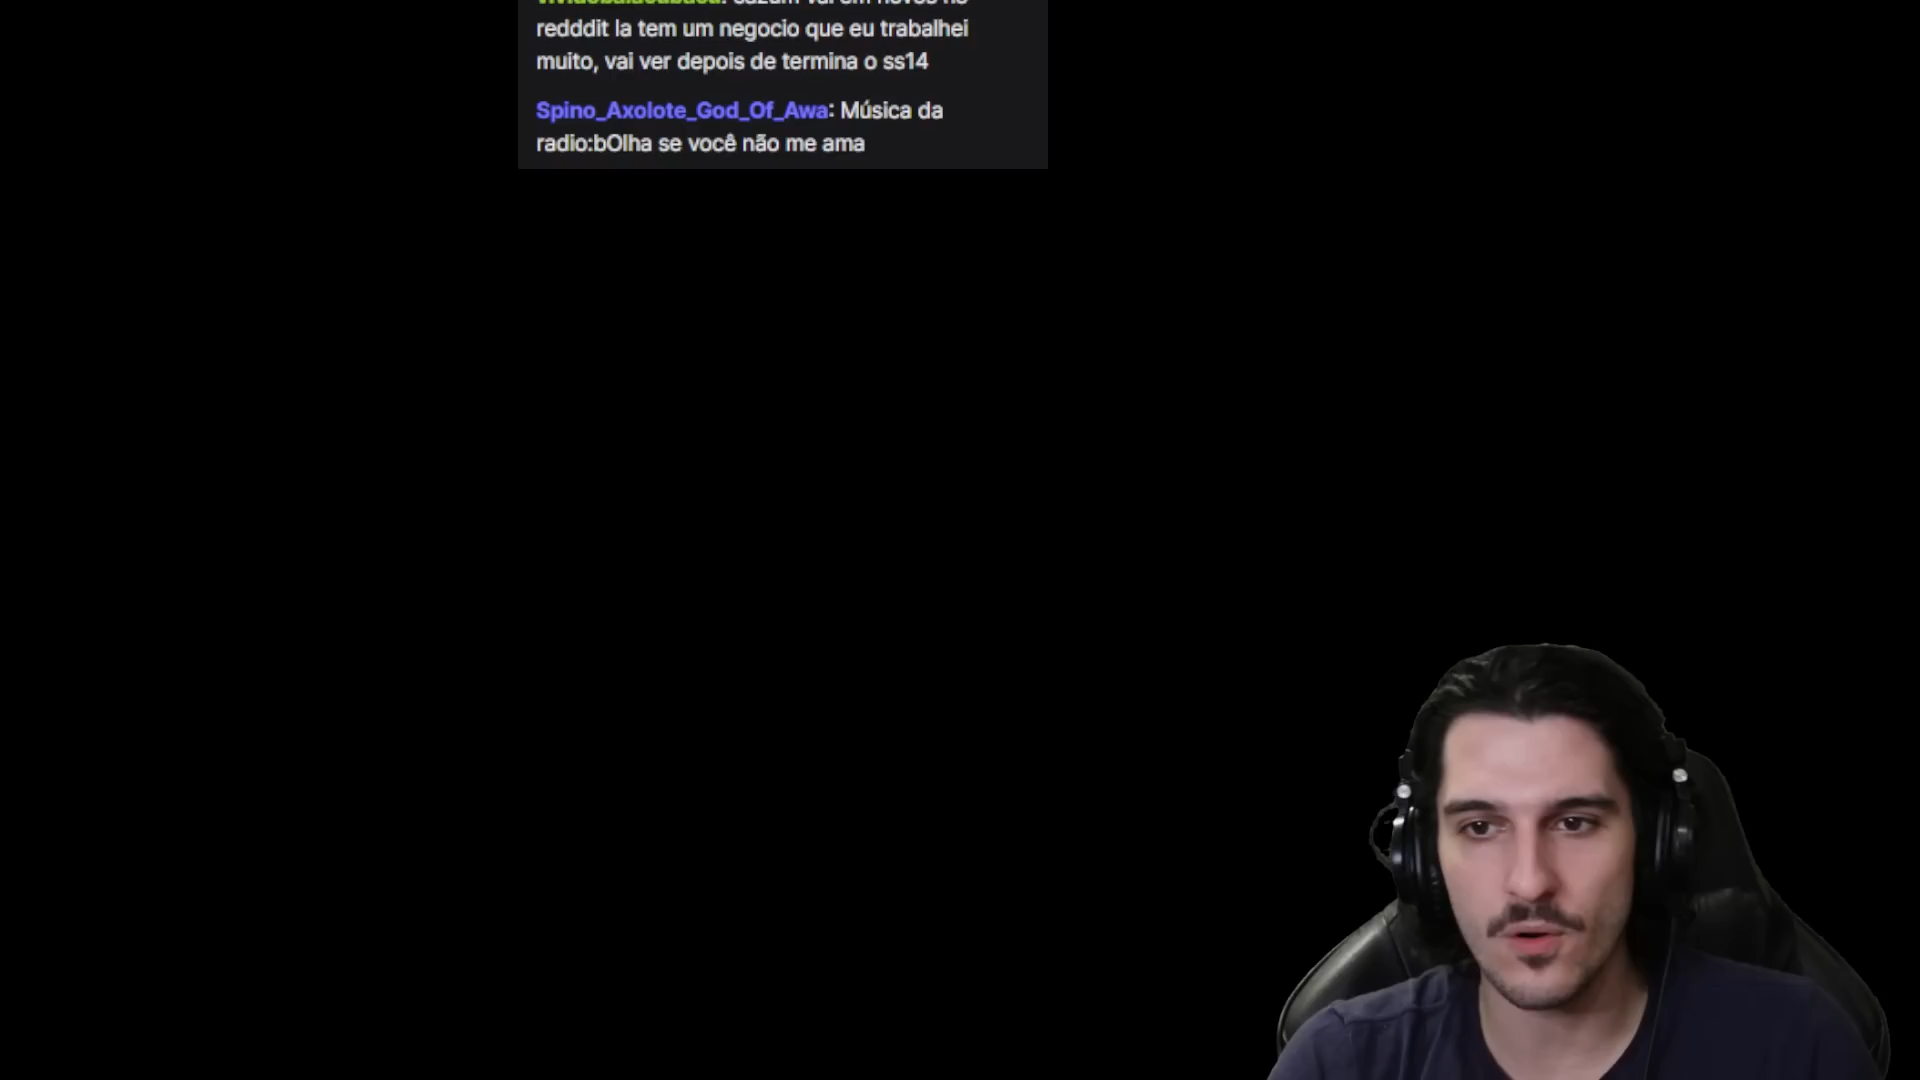 redddit la tem um negocio que eu trabalhei
muito, vai ver depois de termina o ss14
Spino_Axolote_God_Of_Awa: Música da
radio:bOlha se você não me ama